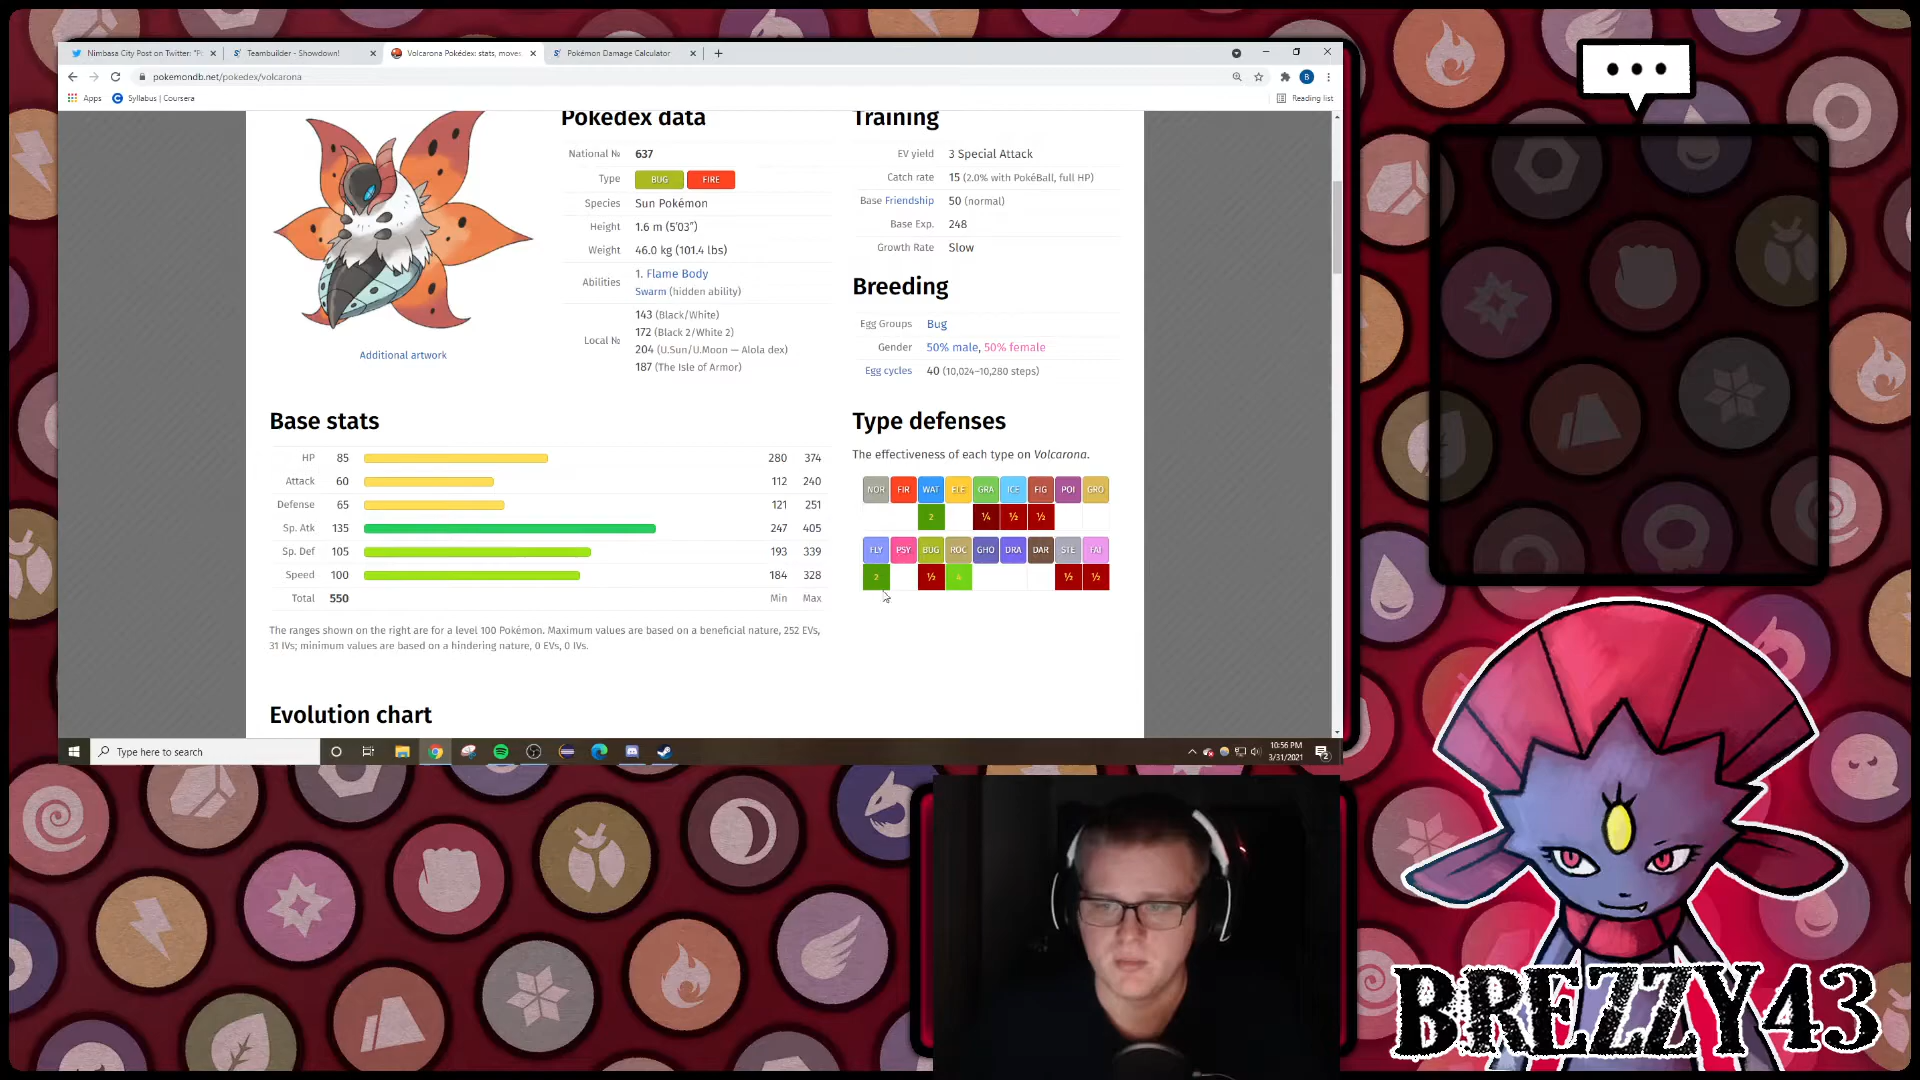 Nimbasa City Post on Twitter: "P
Teambuilder - Showdown!
Volcarona Pokédex: stats, moves
Pokémon Damage Calculator
pokemondb.net/pokedex/volcarona
B
Apps
Syllabus | Coursera
Reading list
Pokédex data
National № 637
Type BUG FIRE
Species Sun Pokémon
Height 1.6 m (5'03")
Weight 46.0 kg (101.4 lbs)
Abilities 1. Flame Body
Swarm (hidden ability)
Local № 143 (Black/White)
172 (Black 2/White 2)
204 (U.Sun/U.Moon — Alola dex)
187 (The Isle of Armor)
Additional artwork
Training
EV yield 3 Special Attack
Catch rate 15 (2.0% with PokéBall, full HP)
Base Friendship 50 (normal)
Base Exp. 248
Growth Rate Slow
Breeding
Egg Groups Bug
Gender 50% male, 50% female
Egg cycles 40 (10,024–10,280 steps)
Base stats
HP 85 280 374
Attack 60 112 240
Defense 65 121 251
Sp. Atk 135 247 405
Sp. Def 105 193 339
Speed 100 184 328
Total 550 Min Max
The ranges shown on the right are for a level 100 Pokémon. Maximum values are based on a beneficial nature, 252 EVs,
31 IVs; minimum values are based on a hindering nature, 0 EVs, 0 IVs.
Type defenses
The effectiveness of each type on Volcarona.
NOR FIR WAT ELE GRA ICE FIG POI GRO
2 ¼ ½ ½
FLY PSY BUG ROC GHO DRA DAR STE FAI
2 ½ 4 ½ ½
Evolution chart
Type here to search
10:56 PM
3/31/2021
2
BREZZY43